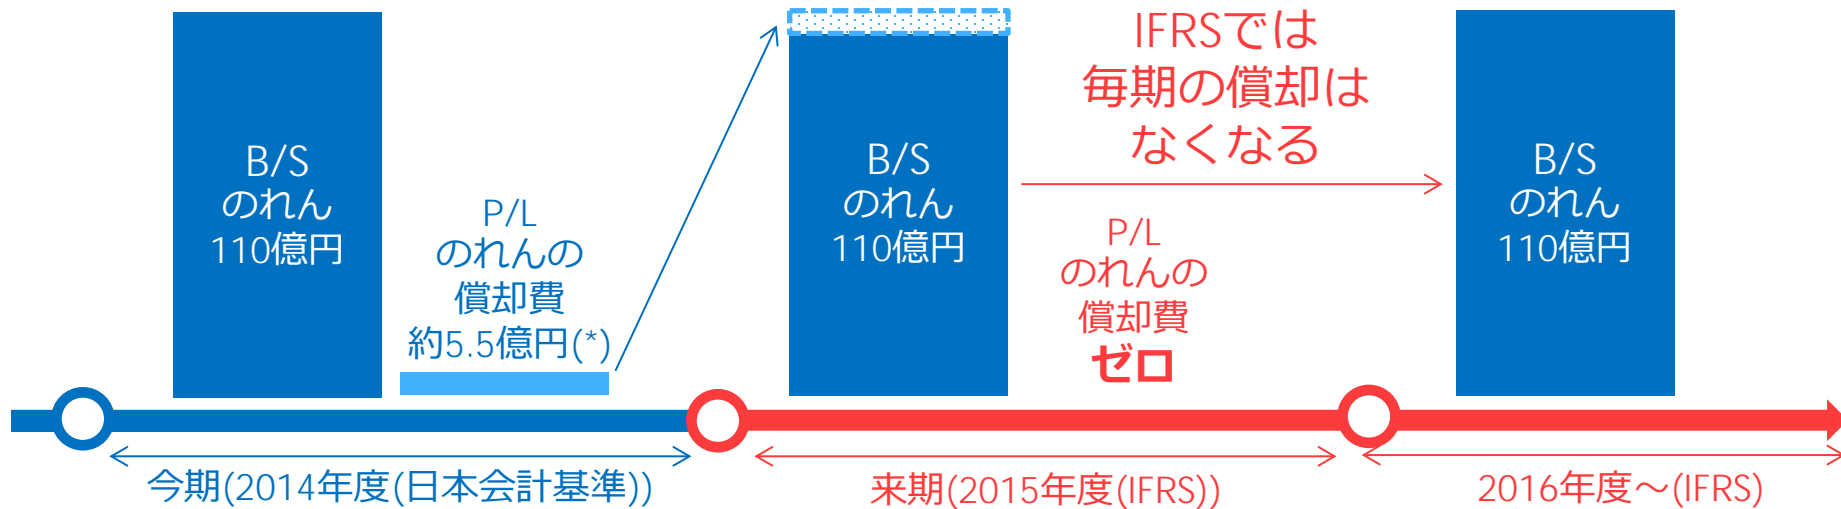 B/S
のれん
110億円
P/L
のれんの
償却費
約5.5億円(*)
B/S
のれん
110億円
IFRSでは
毎期の償却は
なくなる
P/L
のれんの
償却費
ゼロ
B/S
のれん
110億円
今期(2014年度(日本会計基準))
来期(2015年度(IFRS))
2016年度～(IFRS)